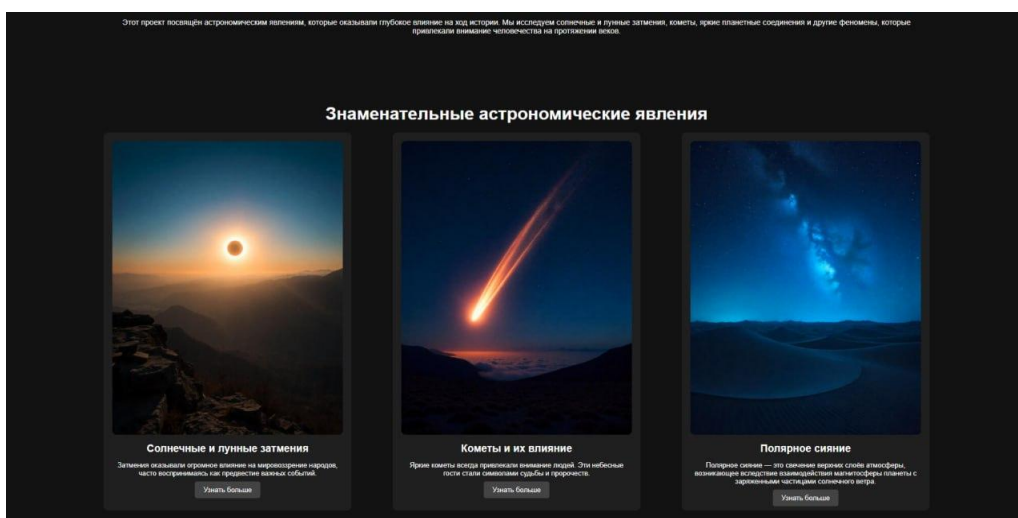 Этот проект посвящён астрономическим явлениям, которые оказывали глубокое влияние на ход истории. Мы исследуем солнечные и лунные затмения, кометы, яркие планетные соединения и другие феномены, которые
привлекали внимание человечества на протяжении веков.
Знаменательные астрономические явления
Солнечные и лунные затмения
Затмения оказывали огромное влияние на мировоззрение народов,
часто воспринимаясь как предвестие важных событий.
Узнать больше
Кометы и их влияние
Яркие кометы всегда привлекали внимание людей. Эти небесные
гости стали символами судьбы и пророчеств.
Узнать больше
Полярное сияние
Полярное сияние — это свечение верхних слоёв атмосферы,
возникающее вследствие взаимодействия магнитосферы планеты с
заряженными частицами солнечного ветра.
Узнать больше